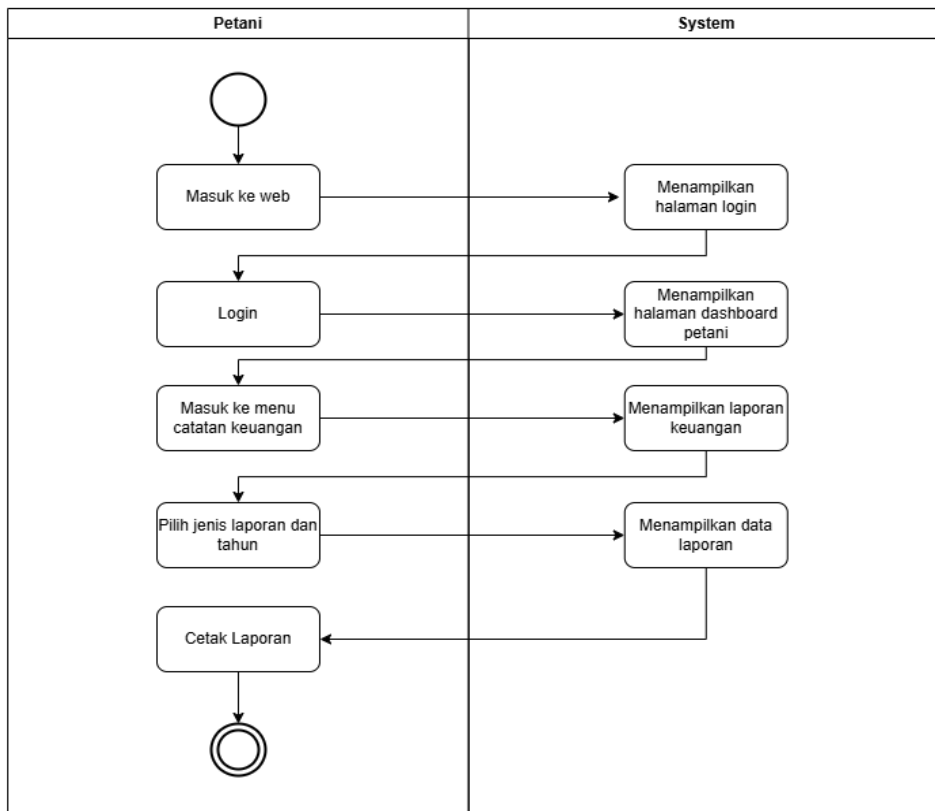 Petani
System
Masuk ke web
Menampilkan
halaman login
Login
Menampilkan
halaman dashboard
petani
Masuk ke menu
catatan keuangan
Menampilkan laporan
keuangan
Pilih jenis laporan dan
tahun
Menampilkan data
laporan
Cetak Laporan